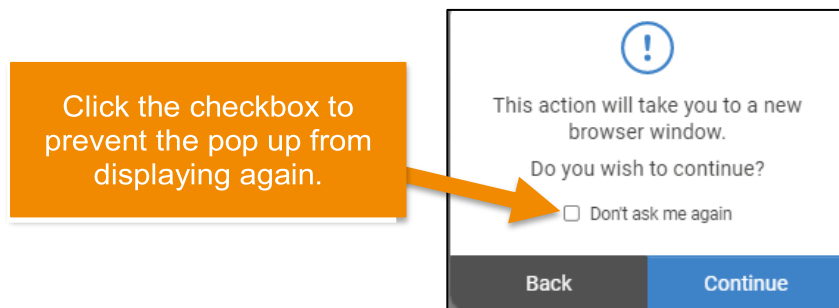 Click the checkbox to
prevent the pop up from
displaying again.
!
This action will take you to a new
browser window.
Do you wish to continue?
Don't ask me again
Back
Continue